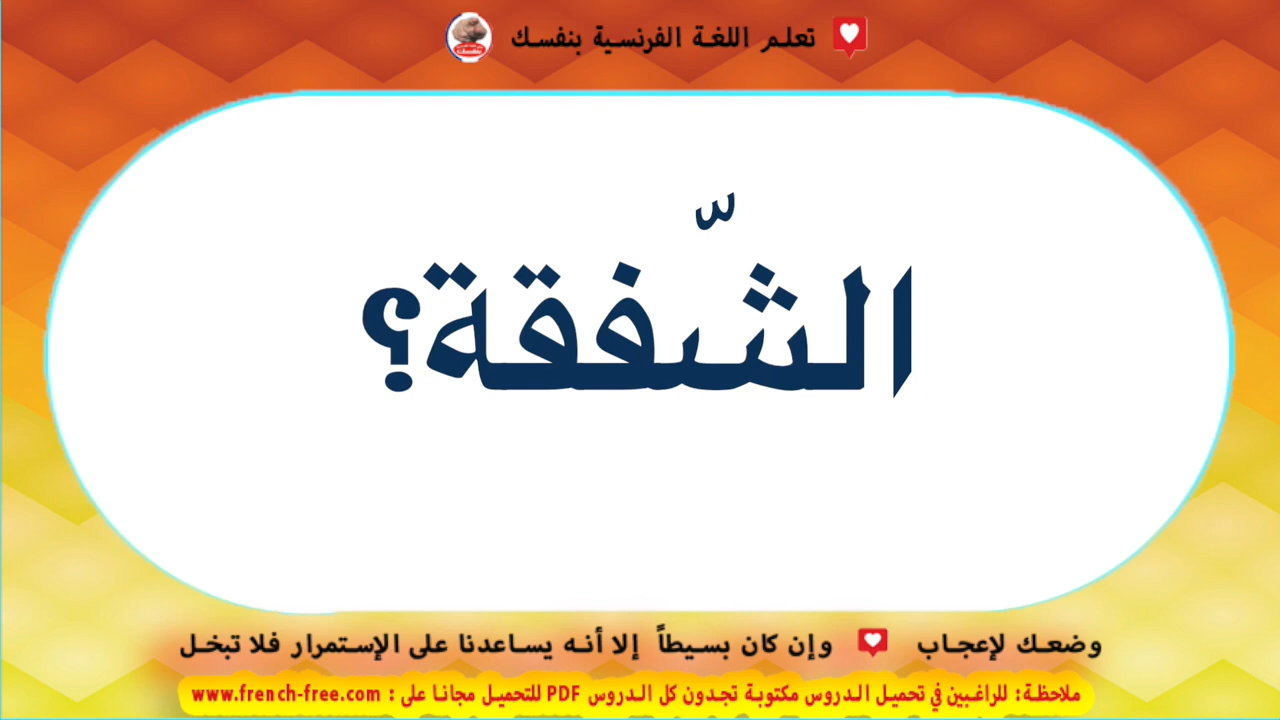 تعلم اللغة الفرنسية بنفسك
الشّفقة؟
وضعك لإعجاب وإن كان بسيطاً إلا أنه يساعدنا على الإستمرار فلا تبخل
ملاحظة: للراغبين في تحميل الدروس مكتوبة تجدون كل الدروس PDF للتحميل مجانا على : www.french-free.com